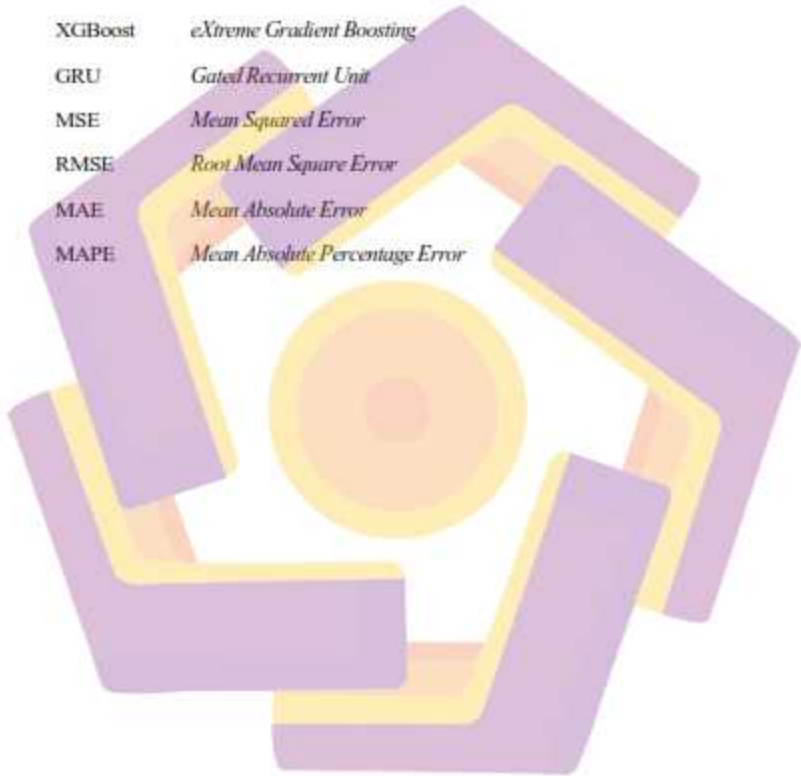 XGBoost eXtreme Gradient Boosting
GRU Gated Recurrent Unit
MSE Mean Squared Error
RMSE Root Mean Square Error
MAE Mean Absolute Error
MAPE Mean Absolute Percentage Error